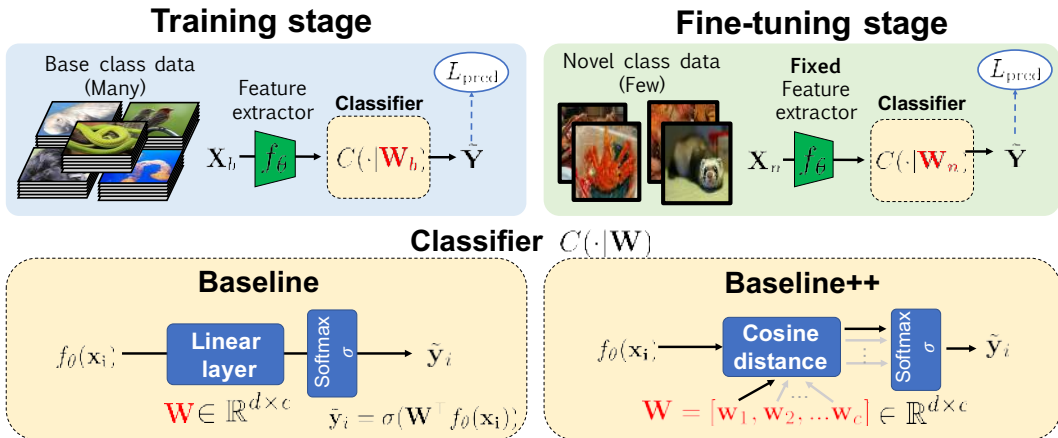 Training stage
Base class data
(Many)
Feature
extractor
Classifier
L_pred
X_b f_θ C(·|W_b) Ỹ
Fine-tuning stage
Novel class data
(Few)
Fixed
Feature
extractor
Classifier
L_pred
X_n f_θ C(·|W_n) Ỹ
Classifier C(·|W)
Baseline
f_θ(x_i) Linear layer Softmax σ ỹ_i
W ∈ ℝ^{d×c} ỹ_i = σ(W^⊤ f_θ(x_i))
Baseline++
f_θ(x_i) Cosine distance Softmax σ ỹ_i
...
W = [w_1, w_2, ...w_c] ∈ ℝ^{d×c}